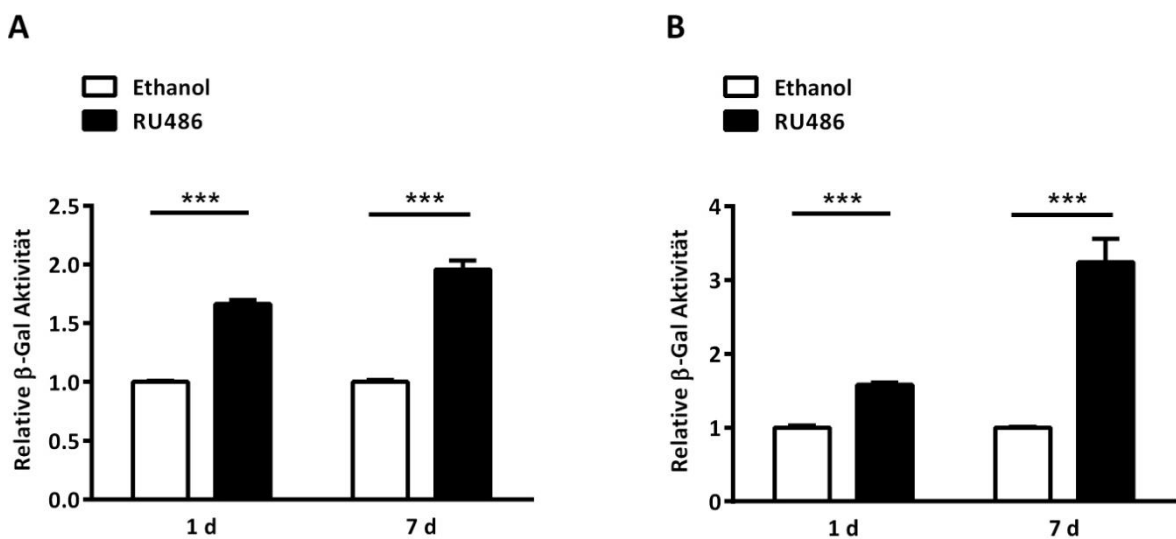 A
Ethanol
RU486
*** ***
Relative β-Gal Aktivität
2.5
2.0
1.5
1.0
0.5
0.0
1 d 7 d
B
Ethanol
RU486
*** ***
Relative β-Gal Aktivität
4
3
2
1
0
1 d 7 d